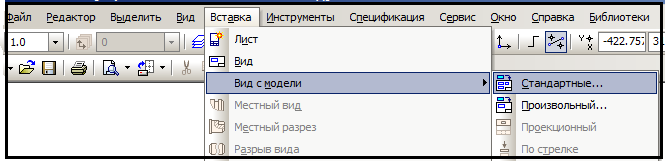 Файл Редактор Выделить Вид Вставка Инструменты Спецификация Сервис Окно Справка Библиотеки
1.0 0 Лист -422.757
Вид
Вид с модели Стандартные...
Местный вид Произвольный...
Местный разрез Проекционный
Разрыв вида По стрелке